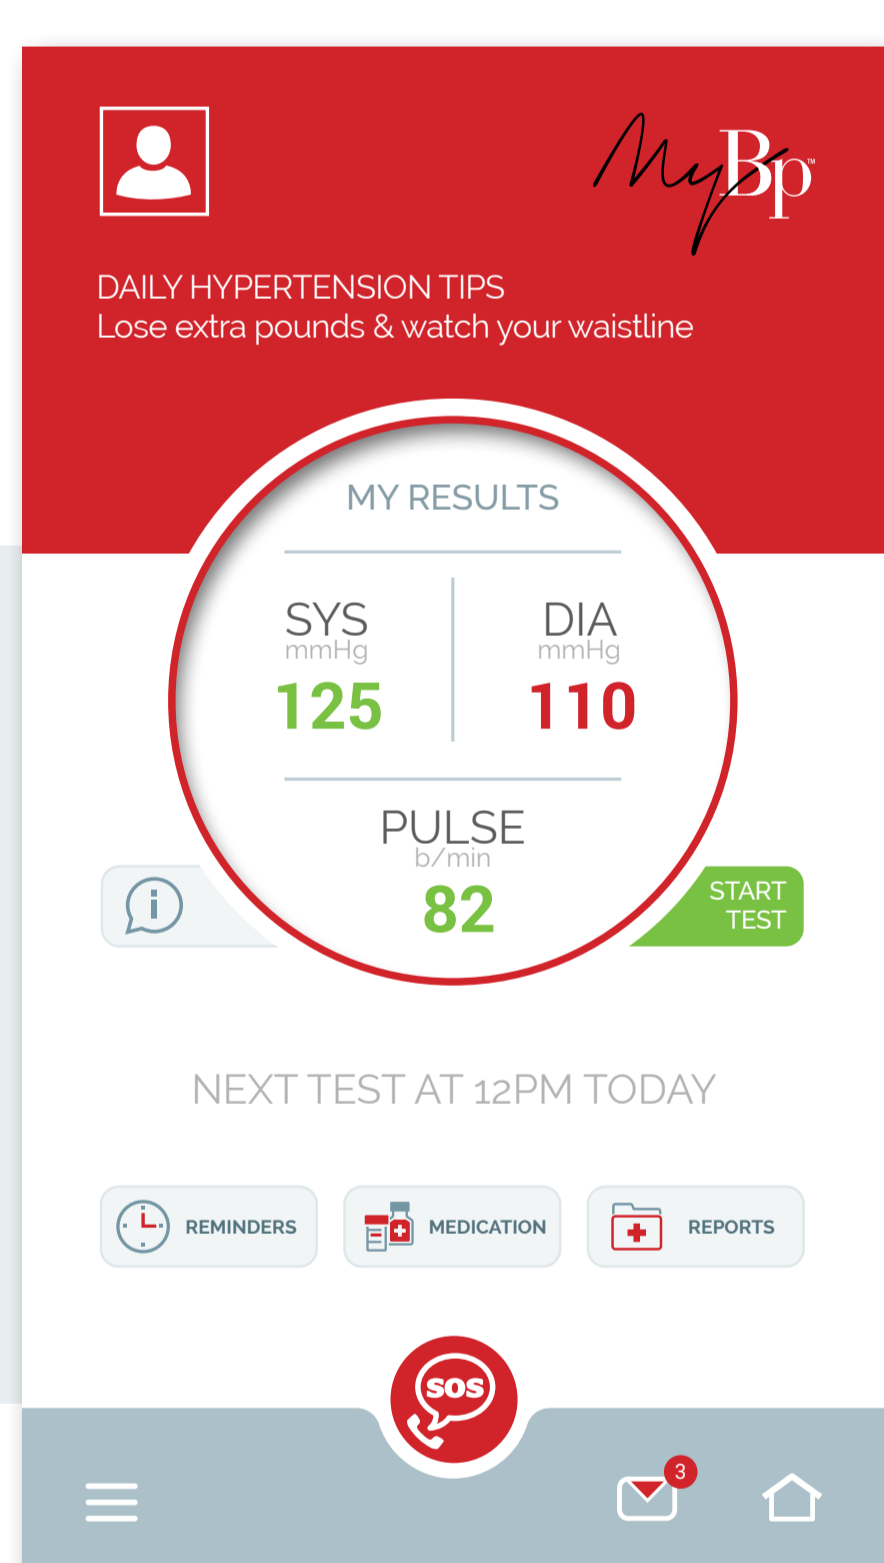 MyBp™
DAILY HYPERTENSION TIPS
Lose extra pounds & watch your waistline
MY RESULTS
SYS
mmHg
125
DIA
mmHg
110
PULSE
b/min
82
START
TEST
NEXT TEST AT 12PM TODAY
REMINDERS
MEDICATION
REPORTS
SOS
3